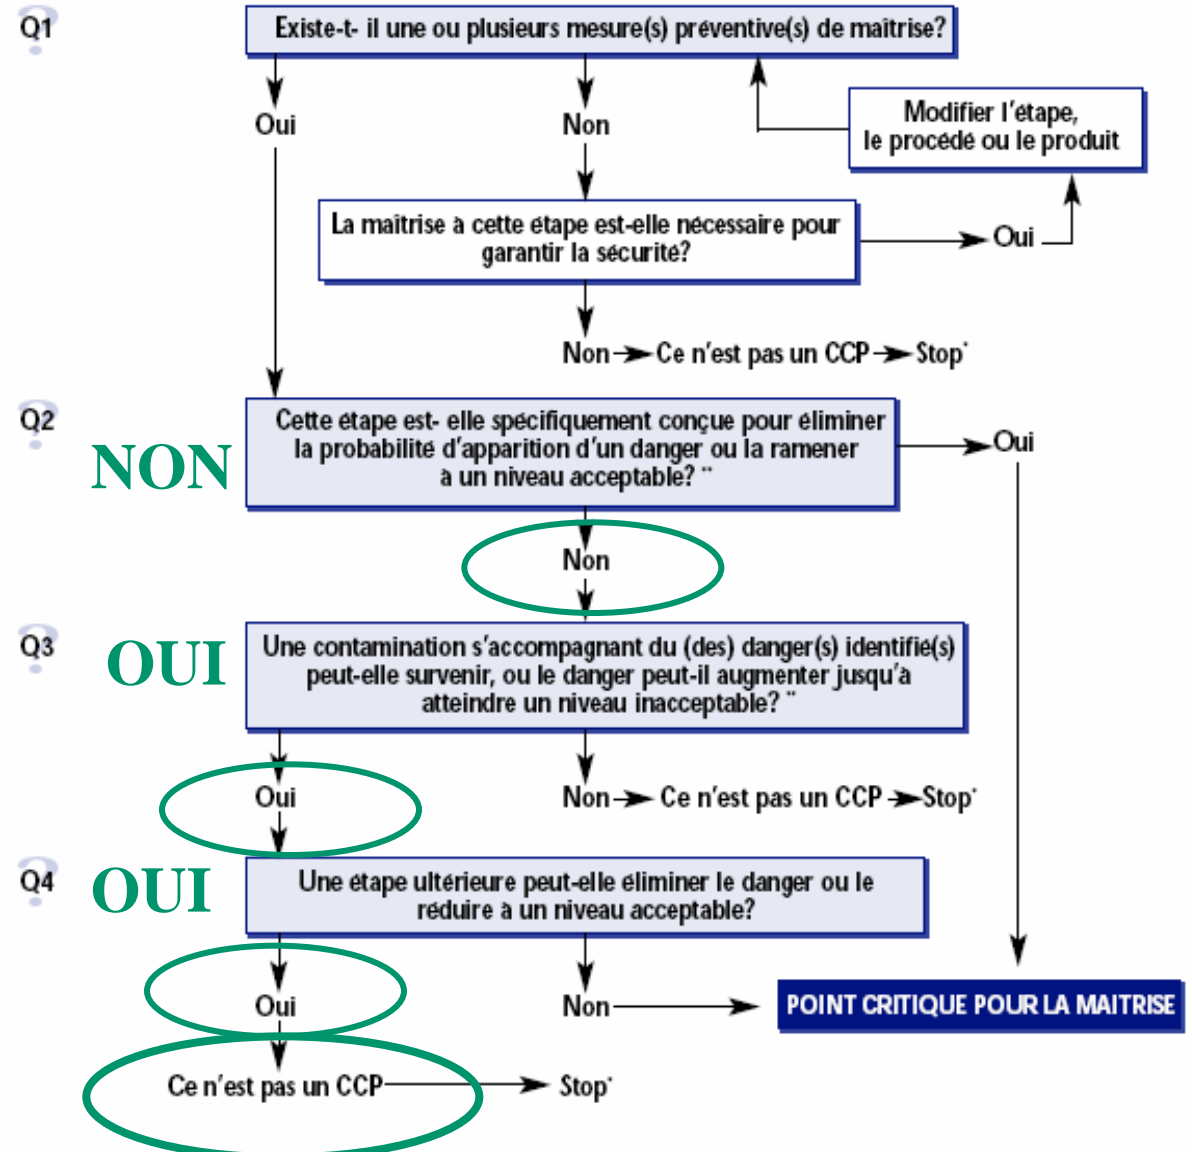 Q1
Existe-t- il une ou plusieurs mesure(s) préventive(s) de maîtrise?
Oui
Non
Modifier l'étape,
le procédé ou le produit
La maîtrise à cette étape est-elle nécessaire pour
garantir la sécurité?
Oui
Non
Ce n'est pas un CCP
Stop*
Q2
NON
Cette étape est- elle spécifiquement conçue pour éliminer
la probabilité d'apparition d'un danger ou la ramener
à un niveau acceptable? **
Oui
Non
Q3
OUI
Une contamination s'accompagnant du (des) danger(s) identifié(s)
peut-elle survenir, ou le danger peut-il augmenter jusqu'à
atteindre un niveau inacceptable? **
Oui
Non
Ce n'est pas un CCP
Stop*
Q4
OUI
Une étape ultérieure peut-elle éliminer le danger ou le
réduire à un niveau acceptable?
Oui
Non
POINT CRITIQUE POUR LA MAITRISE
Ce n'est pas un CCP
Stop*